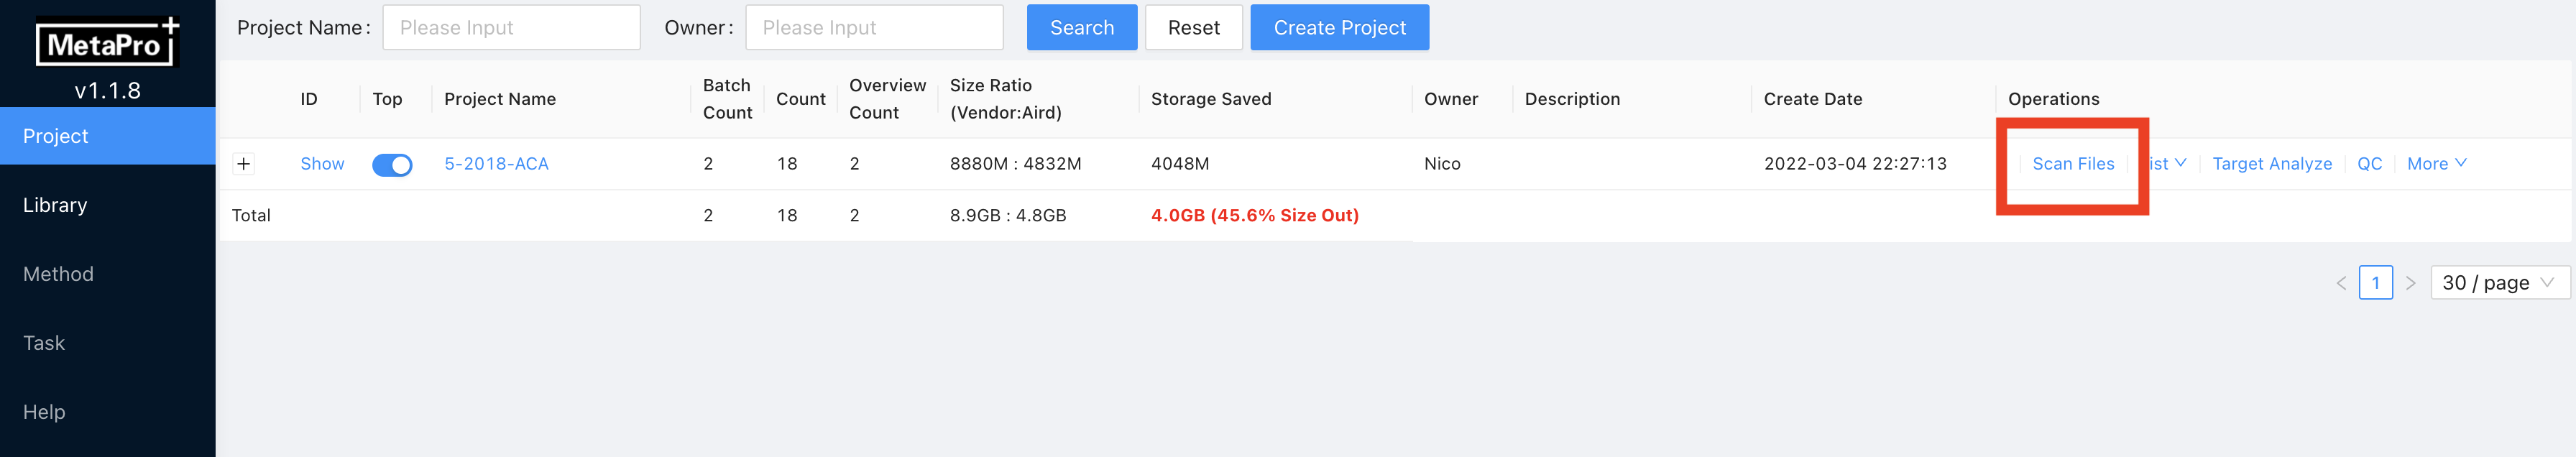 MetaPro+
v1.1.8
Project
Library
Method
Task
Help
Project Name: Please Input Owner: Please Input Search Reset Create Project
ID Top Project Name Batch Count Count Overview Count Size Ratio (Vendor:Aird) Storage Saved Owner Description Create Date Operations
Show 5-2018-ACA 2 18 2 8880M : 4832M 4048M Nico 2022-03-04 22:27:13 Scan Files ist Target Analyze QC More
Total 2 18 2 8.9GB : 4.8GB 4.0GB (45.6% Size Out)
< 1 > 30 / page